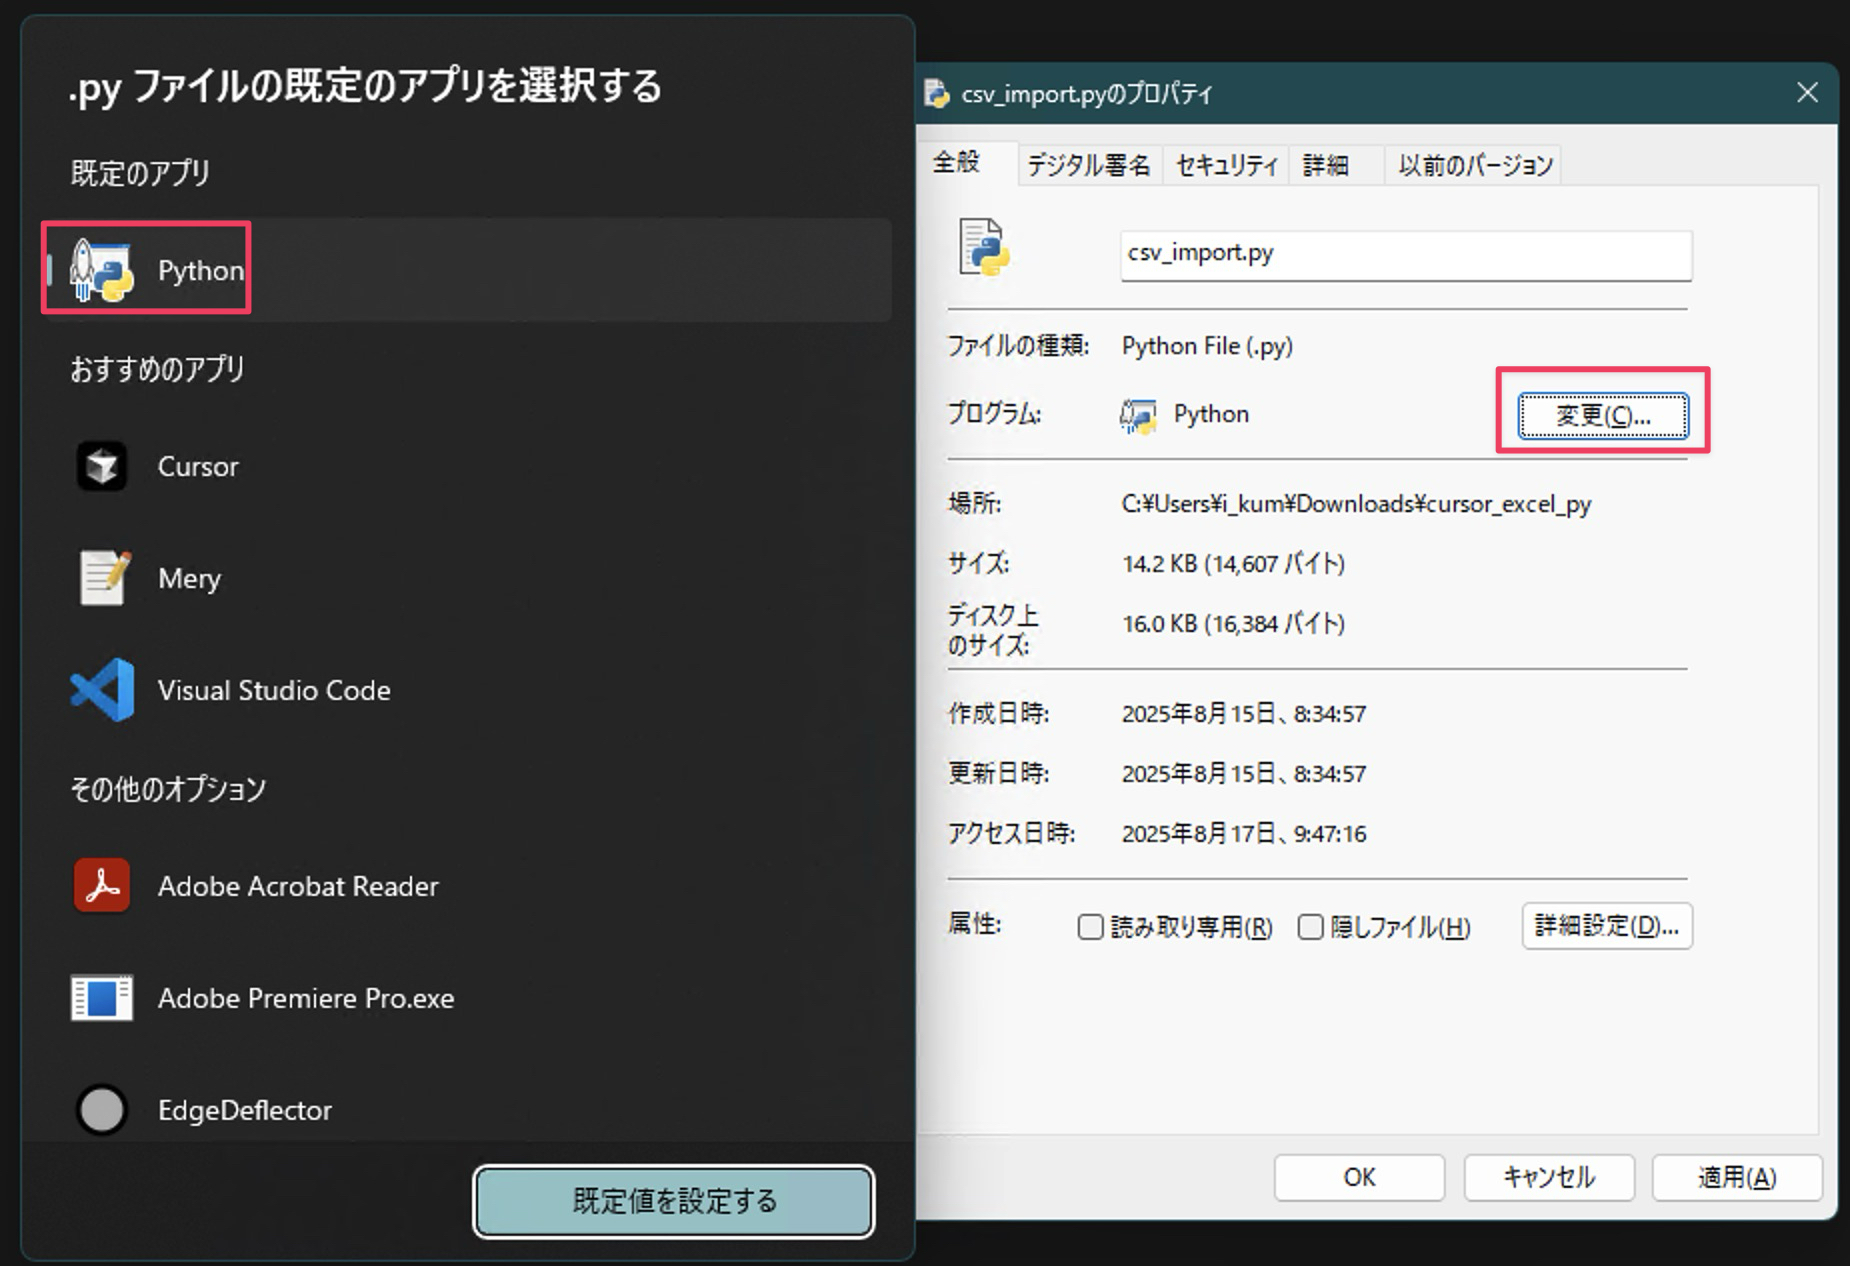 .py ファイルの既定のアプリを選択する
既定のアプリ
Python
おすすめのアプリ
Cursor
Mery
Visual Studio Code
その他のオプション
Adobe Acrobat Reader
Adobe Premiere Pro.exe
EdgeDeflector
既定値を設定する
csv_import.pyのプロパティ
全般 デジタル署名 セキュリティ 詳細 以前のバージョン
csv_import.py
ファイルの種類: Python File (.py)
プログラム: Python 変更(C)...
場所: C:¥Users¥i_kum¥Downloads¥cursor_excel_py
サイズ: 14.2 KB (14,607 バイト)
ディスク上
のサイズ: 16.0 KB (16,384 バイト)
作成日時: 2025年8月15日、8:34:57
更新日時: 2025年8月15日、8:34:57
アクセス日時: 2025年8月17日、9:47:16
属性: 読み取り専用(R) 隠しファイル(H) 詳細設定(D)...
OK キャンセル 適用(A)